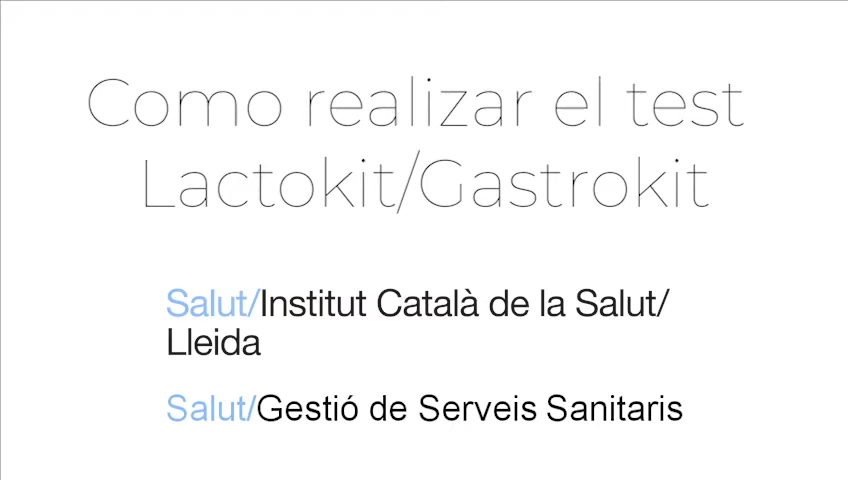 Como realizar el test
Lactokit/Gastrokit
Salut/Institut Català de la Salut/
Lleida
Salut/Gestió de Serveis Sanitaris